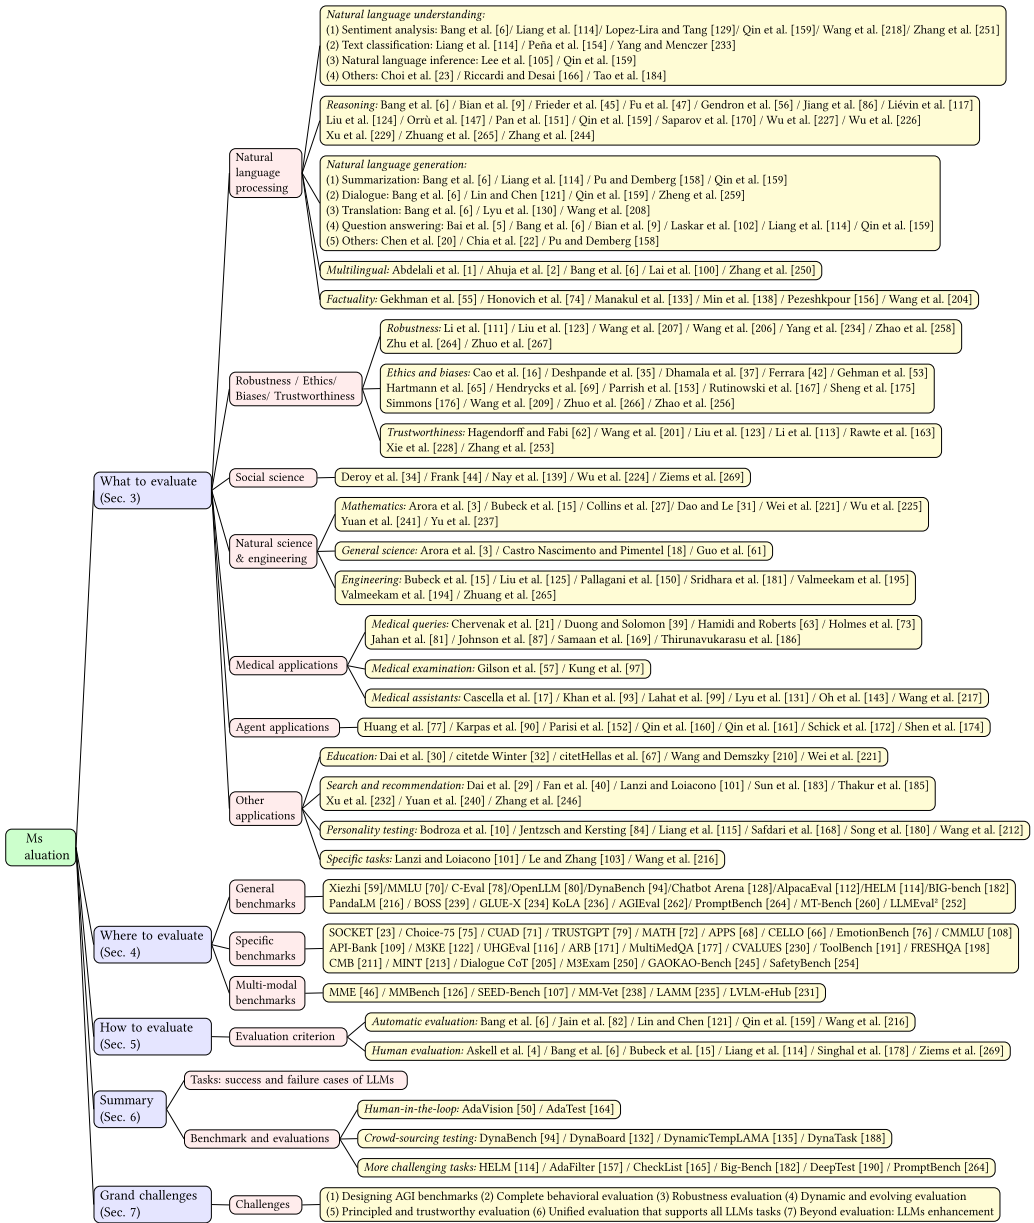 Natural language understanding:
(1) Sentiment analysis: Bang et al. [6]/ Liang et al. [114]/ Lopez-Lira and Tang [129]/ Qin et al. [159]/ Wang et al. [218]/ Zhang et al. [251]
(2) Text classification: Liang et al. [114] / Peña et al. [154] / Yang and Menczer [233]
(3) Natural language inference: Lee et al. [105] / Qin et al. [159]
(4) Others: Choi et al. [23] / Riccardi and Desai [166] / Tao et al. [184]
Reasoning: Bang et al. [6] / Bian et al. [9] / Frieder et al. [45] / Fu et al. [47] / Gendron et al. [56] / Jiang et al. [86] / Liévin et al. [117]
Liu et al. [124] / Orrù et al. [147] / Pan et al. [151] / Qin et al. [159] / Saparov et al. [170] / Wu et al. [227] / Wu et al. [226]
Xu et al. [229] / Zhuang et al. [265] / Zhang et al. [244]
Natural
language
processing
Natural language generation:
(1) Summarization: Bang et al. [6] / Liang et al. [114] / Pu and Demberg [158] / Qin et al. [159]
(2) Dialogue: Bang et al. [6] / Lin and Chen [121] / Qin et al. [159] / Zheng et al. [259]
(3) Translation: Bang et al. [6] / Lyu et al. [130] / Wang et al. [208]
(4) Question answering: Bai et al. [5] / Bang et al. [6] / Bian et al. [9] / Laskar et al. [102] / Liang et al. [114] / Qin et al. [159]
(5) Others: Chen et al. [20] / Chia et al. [22] / Pu and Demberg [158]
Multilingual: Abdelali et al. [1] / Ahuja et al. [2] / Bang et al. [6] / Lai et al. [100] / Zhang et al. [250]
Factuality: Gekhman et al. [55] / Honovich et al. [74] / Manakul et al. [133] / Min et al. [138] / Pezeshkpour [156] / Wang et al. [204]
Robustness: Li et al. [111] / Liu et al. [123] / Wang et al. [207] / Wang et al. [206] / Yang et al. [234] / Zhao et al. [258]
Zhu et al. [264] / Zhuo et al. [267]
Robustness / Ethics/
Biases/ Trustworthiness
Ethics and biases: Cao et al. [16] / Deshpande et al. [35] / Dhamala et al. [37] / Ferrara [42] / Gehman et al. [53]
Hartmann et al. [65] / Hendrycks et al. [69] / Parrish et al. [153] / Rutinowski et al. [167] / Sheng et al. [175]
Simmons [176] / Wang et al. [209] / Zhuo et al. [266] / Zhao et al. [256]
Trustworthiness: Hagendorff and Fabi [62] / Wang et al. [201] / Liu et al. [123] / Li et al. [113] / Rawte et al. [163]
Xie et al. [228] / Zhang et al. [253]
What to evaluate
(Sec. 3)
Social science
Deroy et al. [34] / Frank [44] / Nay et al. [139] / Wu et al. [224] / Ziems et al. [269]
Mathematics: Arora et al. [3] / Bubeck et al. [15] / Collins et al. [27]/ Dao and Le [31] / Wei et al. [221] / Wu et al. [225]
Yuan et al. [241] / Yu et al. [237]
Natural science
& engineering
General science: Arora et al. [3] / Castro Nascimento and Pimentel [18] / Guo et al. [61]
Engineering: Bubeck et al. [15] / Liu et al. [125] / Pallagani et al. [150] / Sridhara et al. [181] / Valmeekam et al. [195]
Valmeekam et al. [194] / Zhuang et al. [265]
Medical queries: Chervenak et al. [21] / Duong and Solomon [39] / Hamidi and Roberts [63] / Holmes et al. [73]
Jahan et al. [81] / Johnson et al. [87] / Samaan et al. [169] / Thirunavukarasu et al. [186]
Medical applications
Medical examination: Gilson et al. [57] / Kung et al. [97]
Medical assistants: Cascella et al. [17] / Khan et al. [93] / Lahat et al. [99] / Lyu et al. [131] / Oh et al. [143] / Wang et al. [217]
Agent applications
Huang et al. [77] / Karpas et al. [90] / Parisi et al. [152] / Qin et al. [160] / Qin et al. [161] / Schick et al. [172] / Shen et al. [174]
Education: Dai et al. [30] / citetde Winter [32] / citetHellas et al. [67] / Wang and Demszky [210] / Wei et al. [221]
Search and recommendation: Dai et al. [29] / Fan et al. [40] / Lanzi and Loiacono [101] / Sun et al. [183] / Thakur et al. [185]
Xu et al. [232] / Yuan et al. [240] / Zhang et al. [246]
Other
applications
Personality testing: Bodroza et al. [10] / Jentzsch and Kersting [84] / Liang et al. [115] / Safdari et al. [168] / Song et al. [180] / Wang et al. [212]
Specific tasks: Lanzi and Loiacono [101] / Le and Zhang [103] / Wang et al. [216]
Ms
aluation
General
benchmarks
Xiezhi [59]/MMLU [70]/ C-Eval [78]/OpenLLM [80]/DynaBench [94]/Chatbot Arena [128]/AlpacaEval [112]/HELM [114]/BIG-bench [182]
PandaLM [216] / BOSS [239] / GLUE-X [234] KoLA [236] / AGIEval [262]/ PromptBench [264] / MT-Bench [260] / LLMEval² [252]
Where to evaluate
(Sec. 4)
Specific
benchmarks
SOCKET [23] / Choice-75 [75] / CUAD [71] / TRUSTGPT [79] / MATH [72] / APPS [68] / CELLO [66] / EmotionBench [76] / CMMLU [108]
API-Bank [109] / M3KE [122] / UHGEval [116] / ARB [171] / MultiMedQA [177] / CVALUES [230] / ToolBench [191] / FRESHQA [198]
CMB [211] / MINT [213] / Dialogue CoT [205] / M3Exam [250] / GAOKAO-Bench [245] / SafetyBench [254]
Multi-modal
benchmarks
MME [46] / MMBench [126] / SEED-Bench [107] / MM-Vet [238] / LAMM [235] / LVLM-eHub [231]
How to evaluate
(Sec. 5)
Evaluation criterion
Automatic evaluation: Bang et al. [6] / Jain et al. [82] / Lin and Chen [121] / Qin et al. [159] / Wang et al. [216]
Human evaluation: Askell et al. [4] / Bang et al. [6] / Bubeck et al. [15] / Liang et al. [114] / Singhal et al. [178] / Ziems et al. [269]
Summary
(Sec. 6)
Tasks: success and failure cases of LLMs
Benchmark and evaluations
Human-in-the-loop: AdaVision [50] / AdaTest [164]
Crowd-sourcing testing: DynaBench [94] / DynaBoard [132] / DynamicTempLAMA [135] / DynaTask [188]
More challenging tasks: HELM [114] / AdaFilter [157] / CheckList [165] / Big-Bench [182] / DeepTest [190] / PromptBench [264]
Grand challenges
(Sec. 7)
Challenges
(1) Designing AGI benchmarks (2) Complete behavioral evaluation (3) Robustness evaluation (4) Dynamic and evolving evaluation
(5) Principled and trustworthy evaluation (6) Unified evaluation that supports all LLMs tasks (7) Beyond evaluation: LLMs enhancement